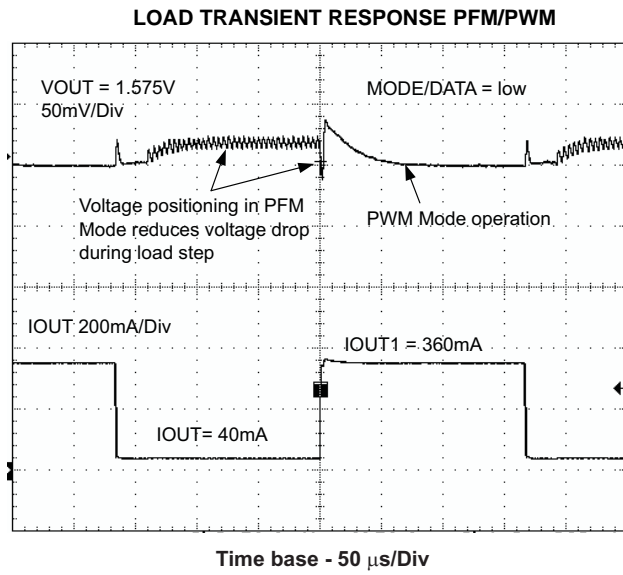 LOAD TRANSIENT RESPONSE PFM/PWM
VOUT = 1.575V
50mV/Div
MODE/DATA = low
Voltage positioning in PFM
Mode reduces voltage drop
during load step
PWM Mode operation
IOUT 200mA/Div
IOUT1 = 360mA
IOUT= 40mA
Time base - 50 μs/Div